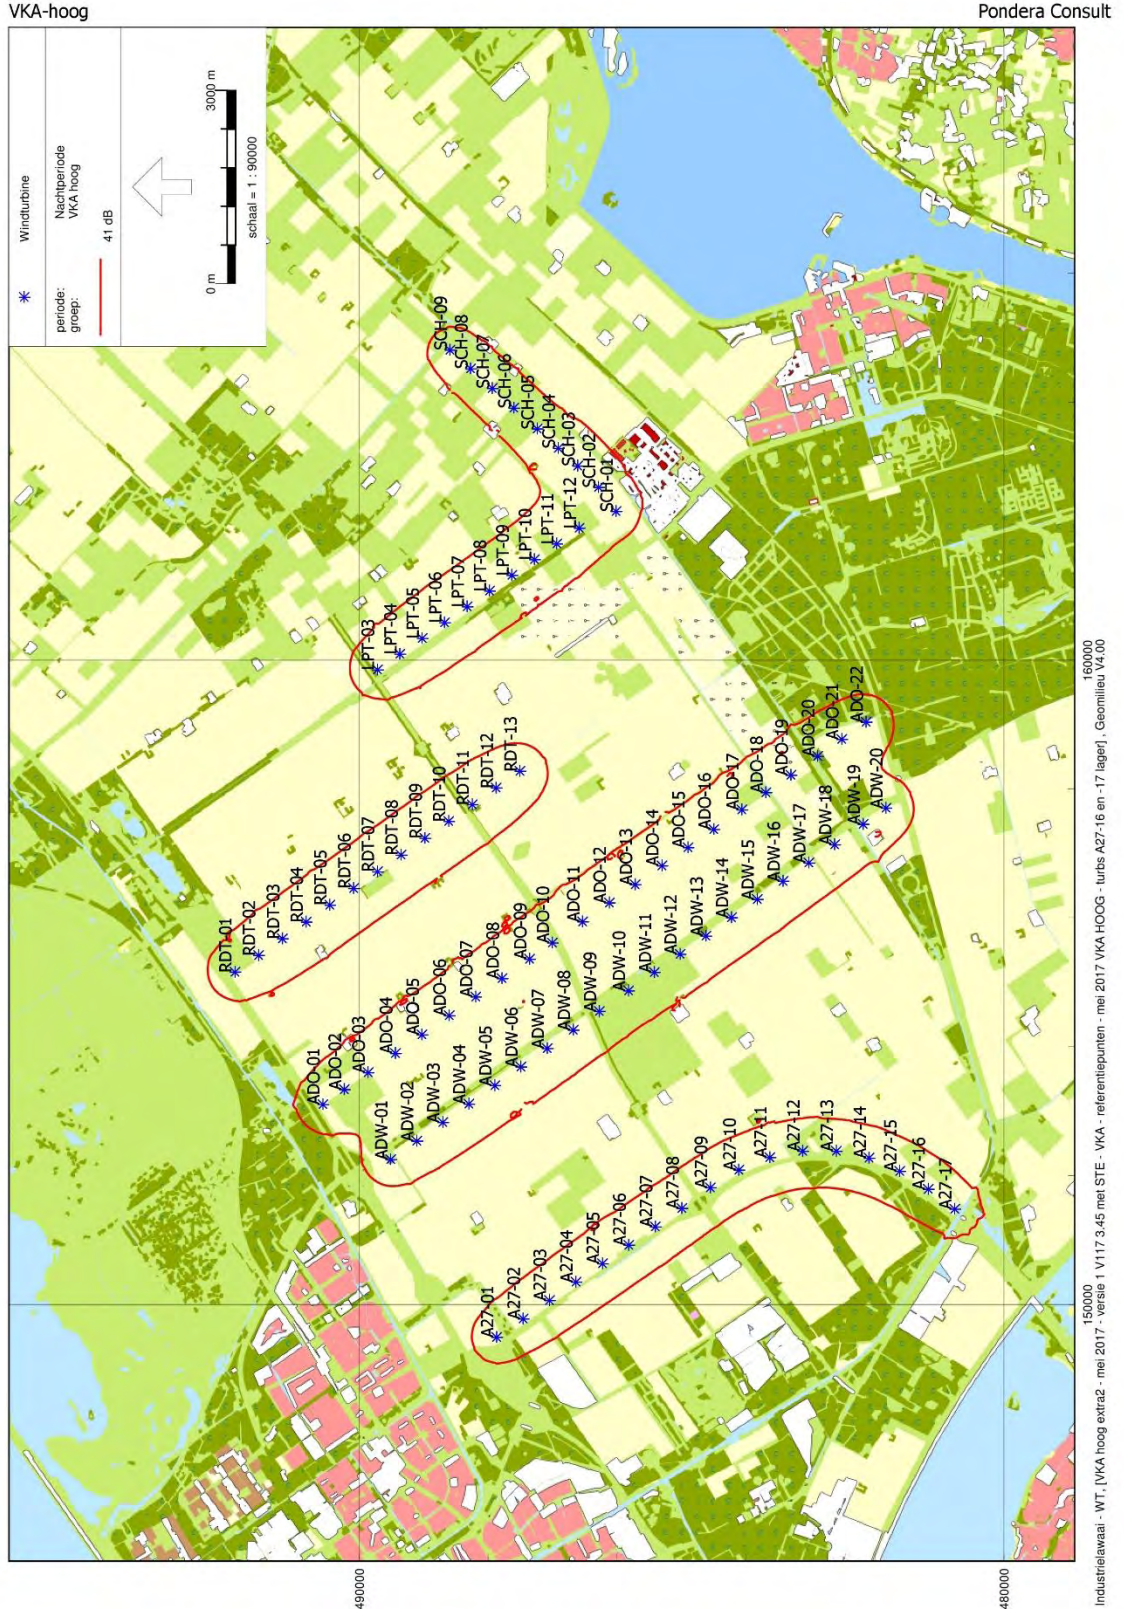 VKA-hoog
Pondera Consult
Windturbine
periode: Nachtperiode
groep: VKA hoog
41 dB
0 m 3000 m
schaal = 1 : 90000
SCH-09
SCH-08
SCH-07
SCH-06
SCH-05
SCH-04
SCH-03
SCH-02
SCH-01
LPT-03
LPT-04
LPT-05
LPT-06
LPT-07
LPT-08
LPT-09
LPT-10
LPT-11
LPT-12
RDT-01
RDT-02
RDT-03
RDT-04
RDT-05
RDT-06
RDT-07
RDT-08
RDT-09
RDT-10
RDT-11
RDT-12
RDT-13
ADO-01
ADO-02
ADO-03
ADO-04
ADO-05
ADO-06
ADO-07
ADO-08
ADO-09
ADO-10
ADO-11
ADO-12
ADO-13
ADO-14
ADO-15
ADO-16
ADO-17
ADO-18
ADO-19
ADO-20
ADO-21
ADO-22
ADW-01
ADW-02
ADW-03
ADW-04
ADW-05
ADW-06
ADW-07
ADW-08
ADW-09
ADW-10
ADW-11
ADW-12
ADW-13
ADW-14
ADW-15
ADW-16
ADW-17
ADW-18
ADW-19
ADW-20
A27-01
A27-02
A27-03
A27-04
A27-05
A27-06
A27-07
A27-08
A27-09
A27-10
A27-11
A27-12
A27-13
A27-14
A27-15
A27-16
A27-17
490000
480000
150000
160000
Industrielawaai - WT, [VKA hoog extra2 - mei 2017 - versie 1 V117 3.45 met STE - VKA - referentiepunten - mei 2017 VKA HOOG - turbs A27-16 en -17 lager] , Geomilieu V4.00